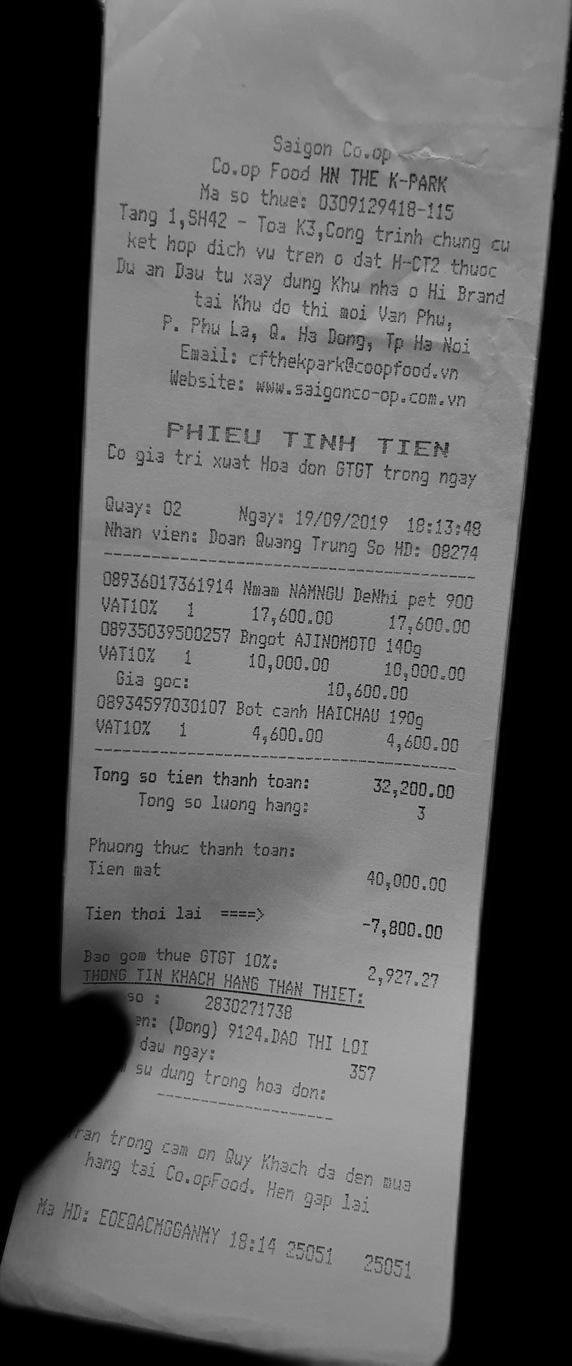 Saigon Co.op
Co.op Food HN THE K-PARK
Ma so thue: 0309129418-115
Tang 1,SH42 - Toa K3,Cong trinh chung cu
ket hop dich vu tren o dat H-CT2 thuoc
Du an Dau tu xay dung Khu nha o Hi Brand
tai Khu do thi moi Van Phu,
P. Phu La, Q. Ha Dong, Tp Ha Noi
Email: cfthekpark@coopfood.vn
Website: www.saigonco-op.com.vn
PHIEU TINH TIEN
Co gia tri xuat Hoa don GTGT trong ngay
Quay: 02 Ngay: 19/09/2019 18:13:48
Nhan vien: Doan Quang Trung So HD: 08274
08936017361914 Nmam NAMNGU DeNhi pet 900
VAT10% 1 17,600.00 17,600.00
08935039500257 Bngot AJINOMOTO 140g
VAT10% 1 10,000.00 10,000.00
Gia goc: 10,600.00
08934597030107 Bot canh HAICHAU 190g
VAT10% 1 4,600.00 4,600.00
Tong so tien thanh toan: 32,200.00
Tong so luong hang: 3
Phuong thuc thanh toan:
Tien mat 40,000.00
Tien thoi lai ====> -7,800.00
Bao gom thue GTGT 10%: 2,927.27
THONG TIN KHACH HANG THAN THIET:
so : 2830271738
en: (Dong) 9124.DAO THI LOI
dau ngay: 357
su dung trong hoa don:
ran trong cam on Quy Khach da den mua
hang tai Co.opFood. Hen gap lai
Ma HD: EOEQACMGGANMY 18:14 25051 25051